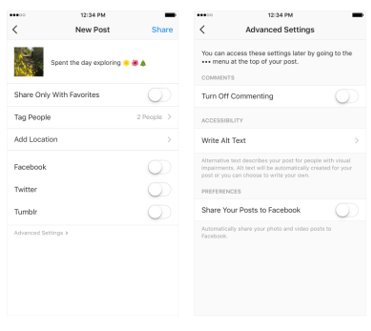 12:34 PM
New Post
Share
Spent the day exploring 🌼🌺🌲
Share Only With Favorites
Tag People
2 People
Add Location
Facebook
Twitter
Tumblr
Advanced Settings
12:34 PM
Advanced Settings
You can access these settings later by going to the
••• menu at the top of your post.
COMMENTS
Turn Off Commenting
ACCESSIBILITY
Write Alt Text
Alternative text describes your post for people with visual
impairments. Alt text will be automatically created for your
post or you can choose to write your own.
PREFERENCES
Share Your Posts to Facebook
Automatically share your photo and video posts to
Facebook.